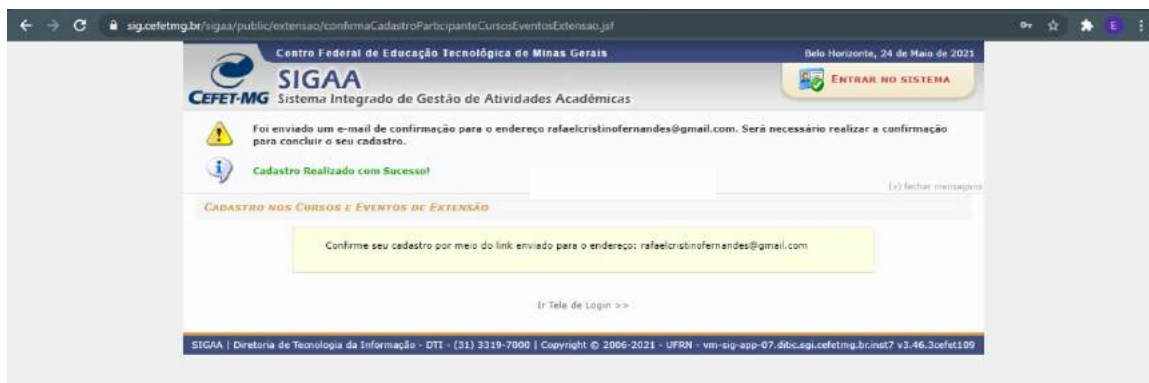 sig.cefetmg.br/sigaa/public/extensao/confirmaCadastroParticipanteCursosEventosExtensao.jsf
E
Centro Federal de Educação Tecnológica de Minas Gerais
Belo Horizonte, 24 de Maio de 2021
CEFET-MG
SIGAA
Sistema Integrado de Gestão de Atividades Acadêmicas
ENTRAR NO SISTEMA
Foi enviado um e-mail de confirmação para o endereço rafaelcristinofernandes@gmail.com. Será necessário realizar a confirmação
para concluir o seu cadastro.
Cadastro Realizado com Sucesso!
(x) fechar mensagens
CADASTRO NOS CURSOS E EVENTOS DE EXTENSÃO
Confirme seu cadastro por meio do link enviado para o endereço: rafaelcristinofernandes@gmail.com
Ir Tela de Login >>
SIGAA | Diretoria de Tecnologia da Informação - DTI - (31) 3319-7000 | Copyright © 2006-2021 - UFRN - vm-sig-app-07.ditic.sgi.cefetmg.br.inst7 v3.46.3cefet109